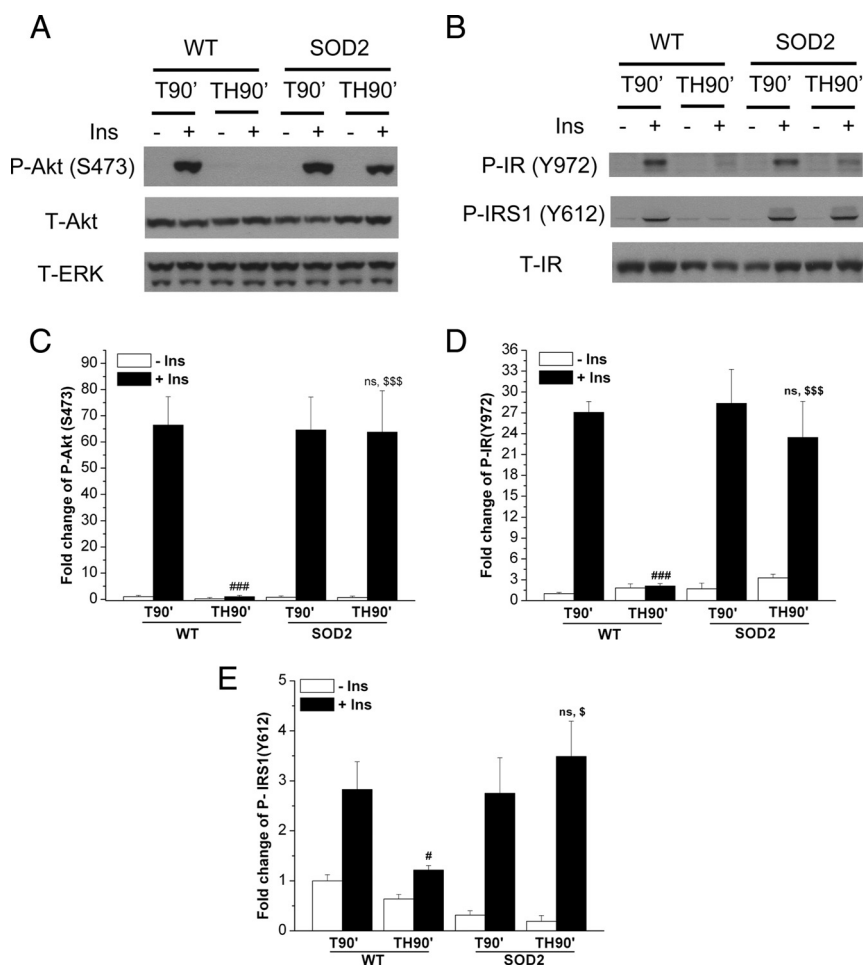 A
WT SOD2
T90' TH90' T90' TH90'
Ins - + - + - + - +
P-Akt (S473)
T-Akt
T-ERK
B
WT SOD2
T90' TH90' T90' TH90'
Ins - + - + - + - +
P-IR (Y972)
P-IRS1 (Y612)
T-IR
C
- Ins
+ Ins
Fold change of P-Akt (S473)
90
80
70
60
50
40
30
20
10
0
###
ns, $$$
T90' TH90' T90' TH90'
WT SOD2
D
- Ins
+ Ins
Fold change of P-IR(Y972)
36
33
30
27
24
21
18
15
12
9
6
3
0
###
ns, $$$
T90' TH90' T90' TH90'
WT SOD2
E
- Ins
+ Ins
Fold change of P- IRS1(Y612)
5
4
3
2
1
0
#
ns, $
T90' TH90' T90' TH90'
WT SOD2